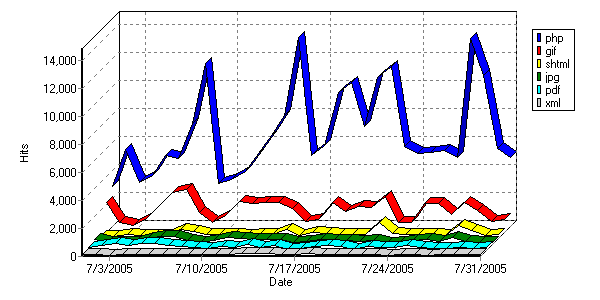 14,000
12,000
10,000
8,000
6,000
4,000
2,000
0
Hits
7/3/2005 7/10/2005 7/17/2005 7/24/2005 7/31/2005
Date
php
gif
shtml
jpg
pdf
xml